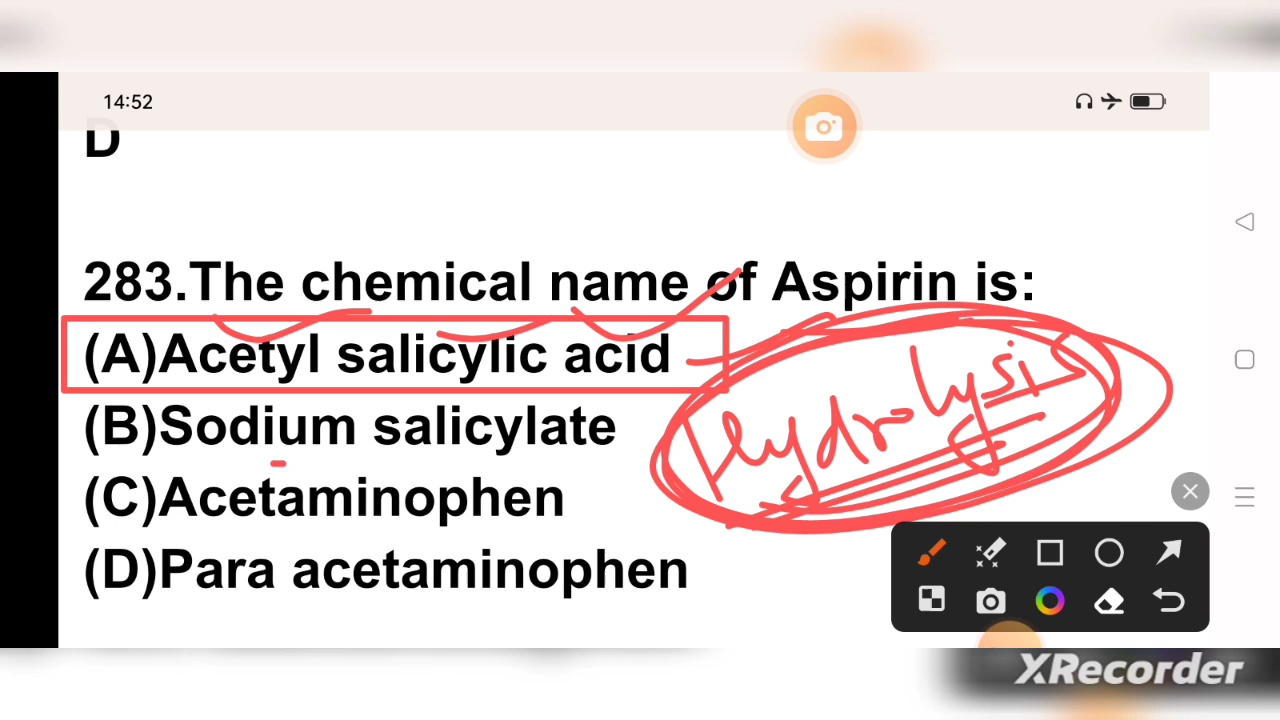 14:52
D
283.The chemical name of Aspirin is:
(A)Acetyl salicylic acid
(B)Sodium salicylate
Hydrolysis
(C)Acetaminophen
(D)Para acetaminophen
XRecorder